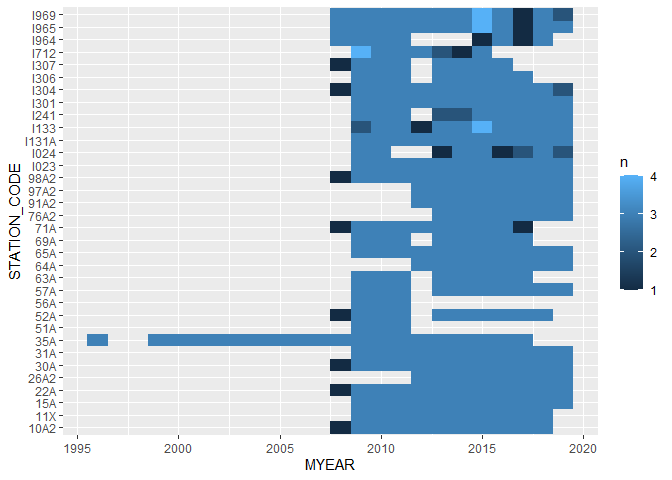 I969
I965
I964
I712
I307
I306
I304
I301
I241
I133
I131A
I024
I023
98A2
97A2
91A2
76A2
71A
69A
65A
64A
63A
57A
56A
52A
51A
35A
31A
30A
26A2
22A
15A
11X
10A2
STATION_CODE
1995 2000 2005 2010 2015 2020
MYEAR
n
4
3
2
1